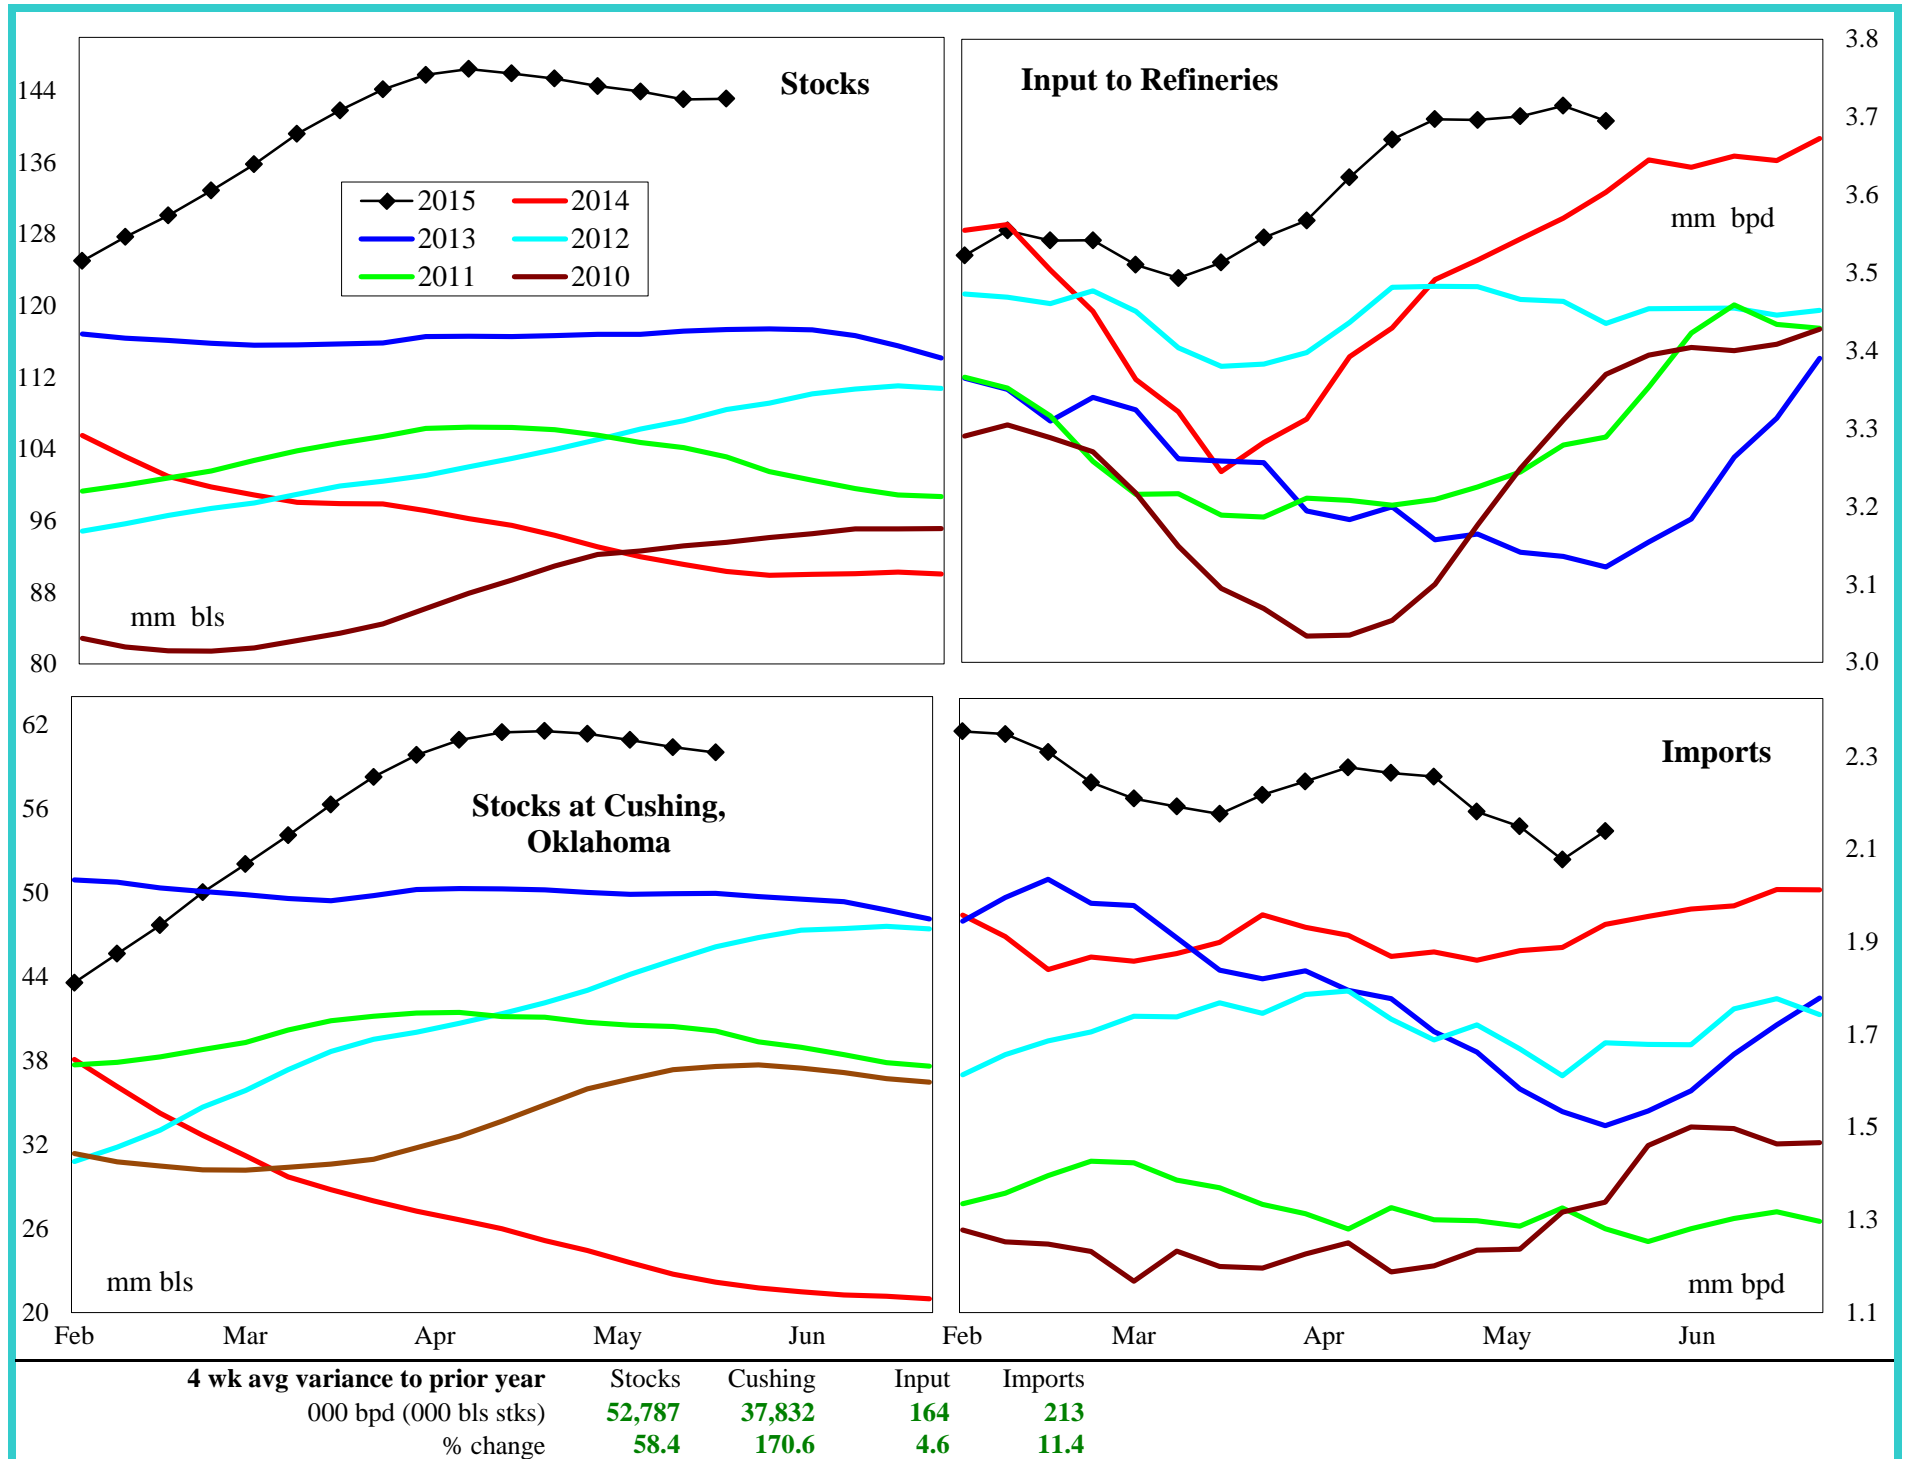 Stocks
144
136
128
120
112
104
96
88
80
mm bls
2015 2014
2013 2012
2011 2010
Input to Refineries
3.8
3.7
3.6
3.5
3.4
3.3
3.2
3.1
3.0
mm bpd
Stocks at Cushing,
Oklahoma
62
56
50
44
38
32
26
20
mm bls
Feb Mar Apr May Jun
Imports
2.3
2.1
1.9
1.7
1.5
1.3
1.1
mm bpd
Feb Mar Apr May Jun
4 wk avg variance to prior year Stocks Cushing Input Imports
000 bpd (000 bls stks) 52,787 37,832 164 213
% change 58.4 170.6 4.6 11.4